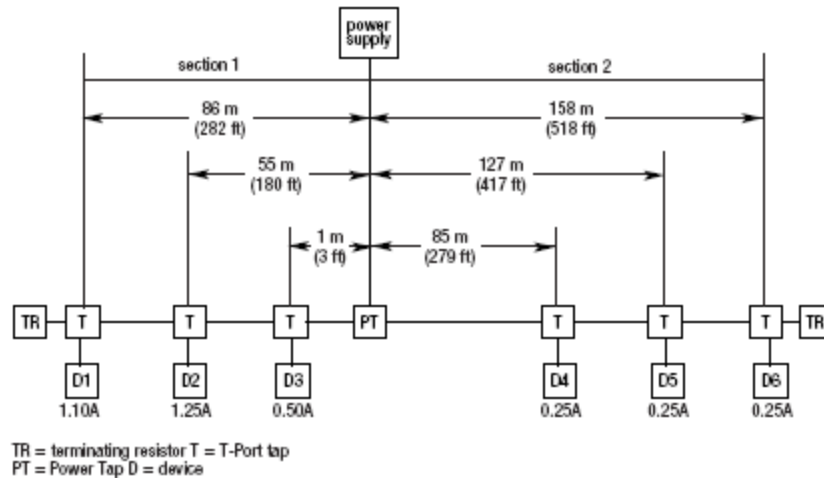 power
supply
section 1
section 2
86 m
(282 ft)
158 m
(518 ft)
55 m
(180 ft)
127 m
(417 ft)
1 m
(3 ft)
85 m
(279 ft)
TR T T T PT T T T TR
D1 D2 D3 D4 D5 D6
1.10A 1.25A 0.50A 0.25A 0.25A 0.25A
TR = terminating resistor T = T-Port tap
PT = Power Tap D = device